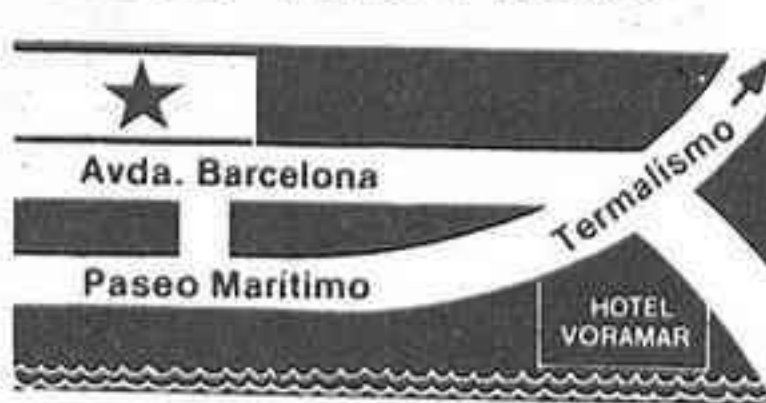 Avda. Barcelona
Termalismo
Paseo Marítimo
HOTEL
VORAMAR